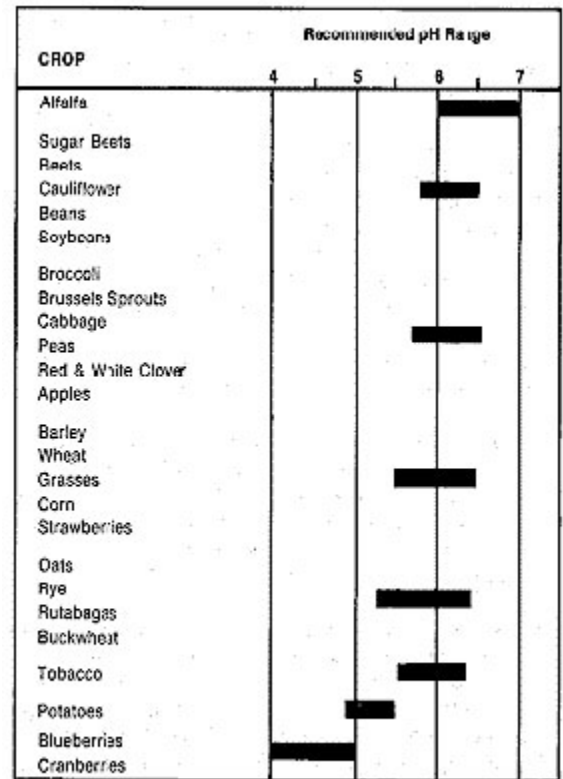 Recommended pH Range
CROP
4 5 6 7
Alfalfa
Sugar Beets
Beets
Cauliflower
Beans
Soybeans
Broccoli
Brussels Sprouts
Cabbage
Peas
Red & White Clover
Apples
Barley
Wheat
Grasses
Corn
Strawberries
Oats
Rye
Rutabagas
Buckwheat
Tobacco
Potatoes
Blueberries
Cranberries